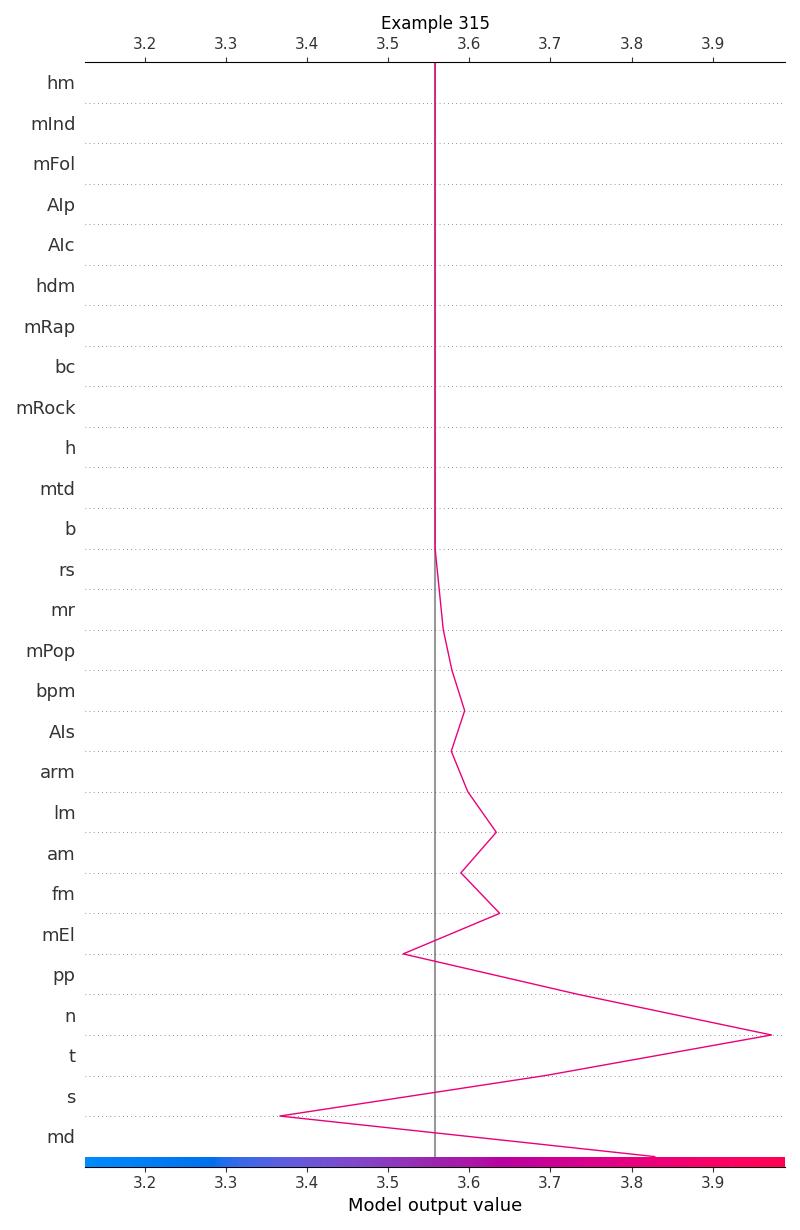 Example 315
3.2 3.3 3.4 3.5 3.6 3.7 3.8 3.9
hm
mInd
mFol
AIp
AIc
hdm
mRap
bc
mRock
h
mtd
b
rs
mr
mPop
bpm
AIs
arm
lm
am
fm
mEl
pp
n
t
s
md
3.2 3.3 3.4 3.5 3.6 3.7 3.8 3.9
Model output value